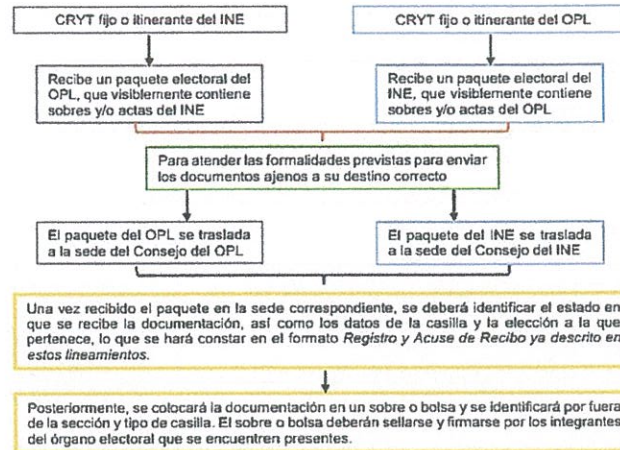 CRYT fijo o itinerante del INE
CRYT fijo o itinerante del OPL
Recibe un paquete electoral del
OPL, que visiblemente contiene
sobres y/o actas del INE
Recibe un paquete electoral del
INE, que visiblemente contiene
sobres y/o actas del OPL
Para atender las formalidades previstas para enviar
los documentos ajenos a su destino correcto
El paquete del OPL se traslada
a la sede del Consejo del OPL
El paquete del INE se traslada
a la sede del Consejo del INE
Una vez recibido el paquete en la sede correspondiente, se deberá identificar el estado en
que se recibe la documentación, así como los datos de la casilla y la elección a la que
pertenece, lo que se hará constar en el formato Registro y Acuse de Recibo ya descrito en
estos lineamientos.
Posteriormente, se colocará la documentación en un sobre o bolsa y se identificará por fuera
de la sección y tipo de casilla. El sobre o bolsa deberán sellarse y firmarse por los integrantes
del órgano electoral que se encuentren presentes.